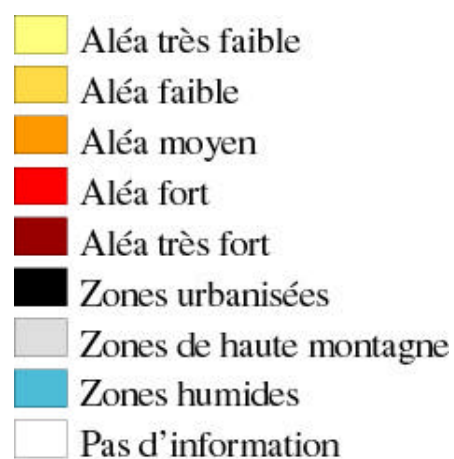 Aléa très faible
Aléa faible
Aléa moyen
Aléa fort
Aléa très fort
Zones urbanisées
Zones de haute montagne
Zones humides
Pas d’information